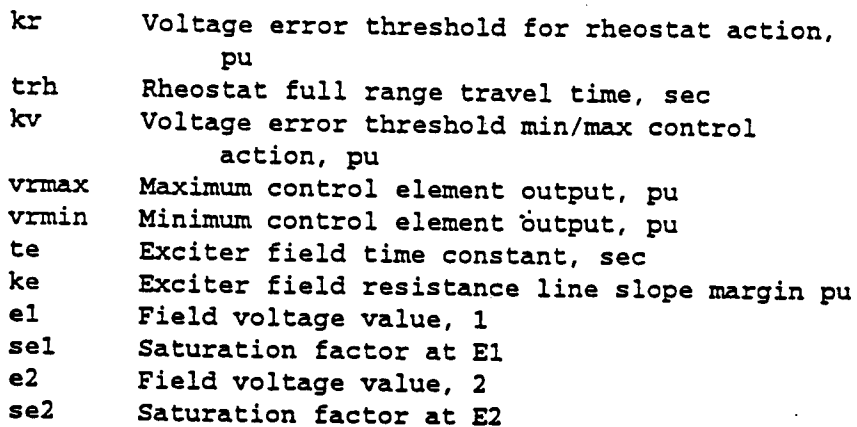 kr Voltage error threshold for rheostat action,
pu
trh Rheostat full range travel time, sec
kv Voltage error threshold min/max control
action, pu
vrmax Maximum control element output, pu
vrmin Minimum control element output, pu
te Exciter field time constant, sec
ke Exciter field resistance line slope margin pu
e1 Field voltage value, 1
se1 Saturation factor at E1
e2 Field voltage value, 2
se2 Saturation factor at E2